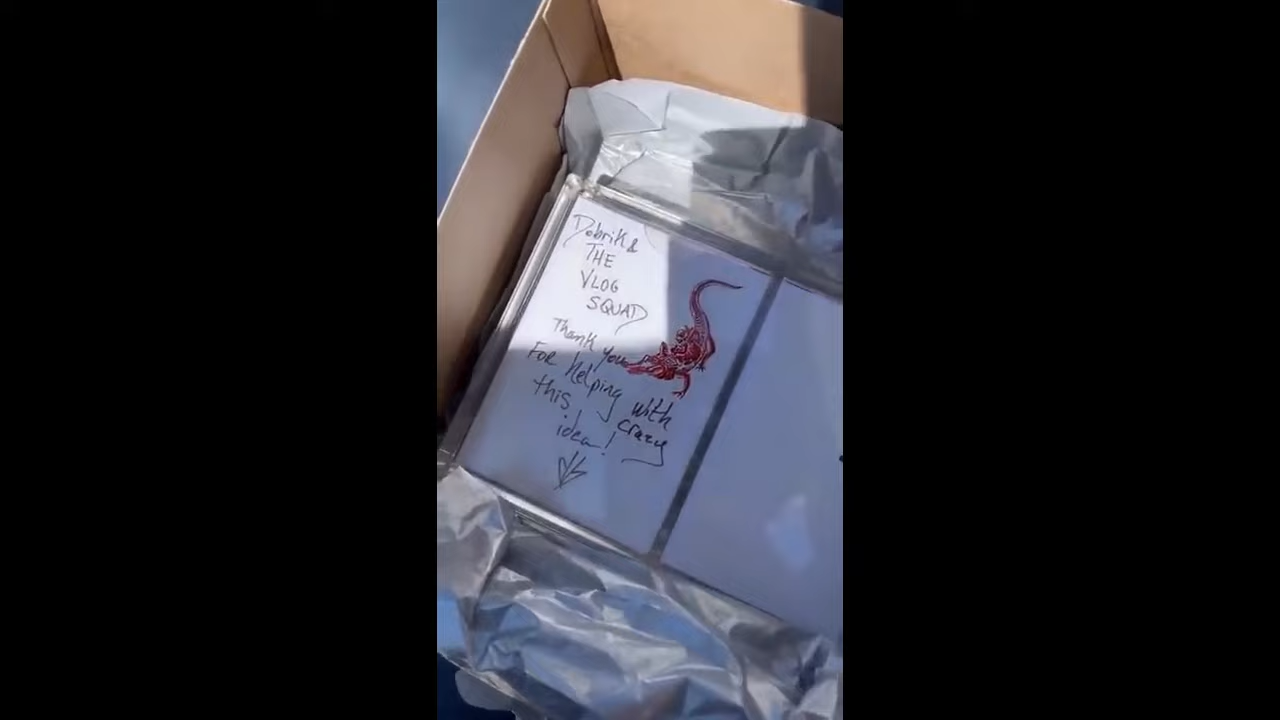 Dobrik &
THE
VLOG
SQUAD
Thank you
For helping with
this crazy
idea!